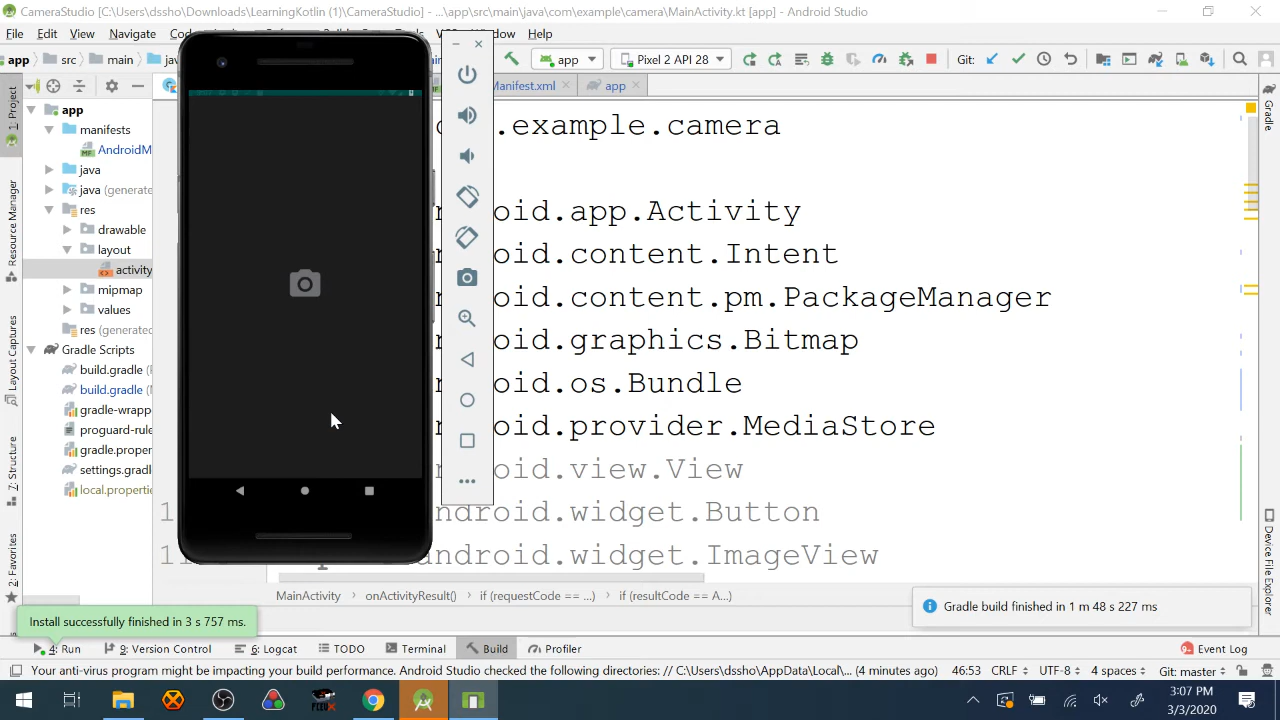 CameraStudio [C:\Users\dssho\Downloads\LearningKotlin (1)\CameraStudio] - ...\app\src\main\java\com\example\camera\MainActivity.kt [app] - Android Studio
File Edit View Navigate Window Help
app src main
app Pixel 2 API 28 Git:
Manifest.xml app
1: Project
Resource Manager
Layout Captures
7: Structure
2: Favorites
app
manifests
AndroidM
java
java (generate
res
drawable
layout
activity
mipmap
values
res (generated
Gradle Scripts
build.gradle
build.gradle
gradle-wrapp
proguard-rule
gradle.proper
settings.gradle
local.properti
.example.camera
oid.app.Activity
oid.content.Intent
oid.content.pm.PackageManager
oid.graphics.Bitmap
oid.os.Bundle
oid.provider.MediaStore
oid.view.View
ndroid.widget.Button
ndroid.widget.ImageView
Gradle
Device File Explorer
MainActivity onActivityResult() if (requestCode == ...) if (resultCode == A...)
Install successfully finished in 3 s 757 ms.
Gradle build finished in 1 m 48 s 227 ms
4: Run 9: Version Control 6: Logcat TODO Terminal Build Profiler Event Log
Your anti-virus program might be impacting your build performance. Android Studio checked the following directories: // C:\Users\dssho\AppData\Local\... (4 minutes ago) 46:53 CRLF UTF-8 4 spaces Git: master
3:07 PM
3/3/2020